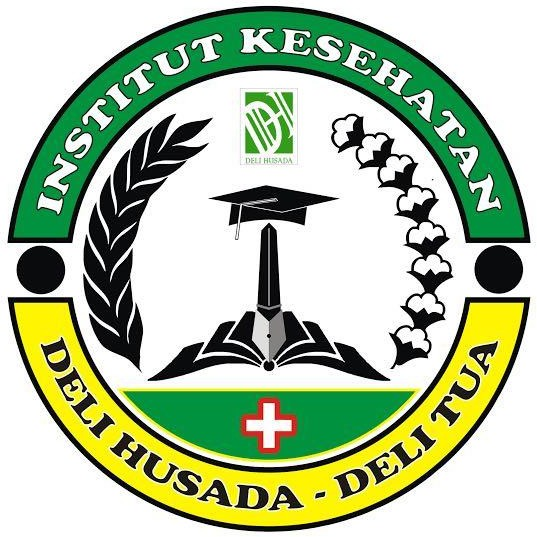 INSTITUT KESEHATAN
DELI HUSADA
DELI HUSADA - DELI TUA